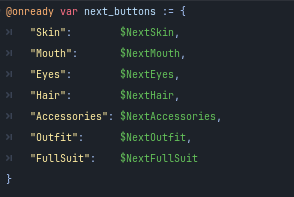 @onready var next_buttons := {
"Skin": $NextSkin,
"Mouth": $NextMouth,
"Eyes": $NextEyes,
"Hair": $NextHair,
"Accessories": $NextAccessories,
"Outfit": $NextOutfit,
"FullSuit": $NextFullSuit
}